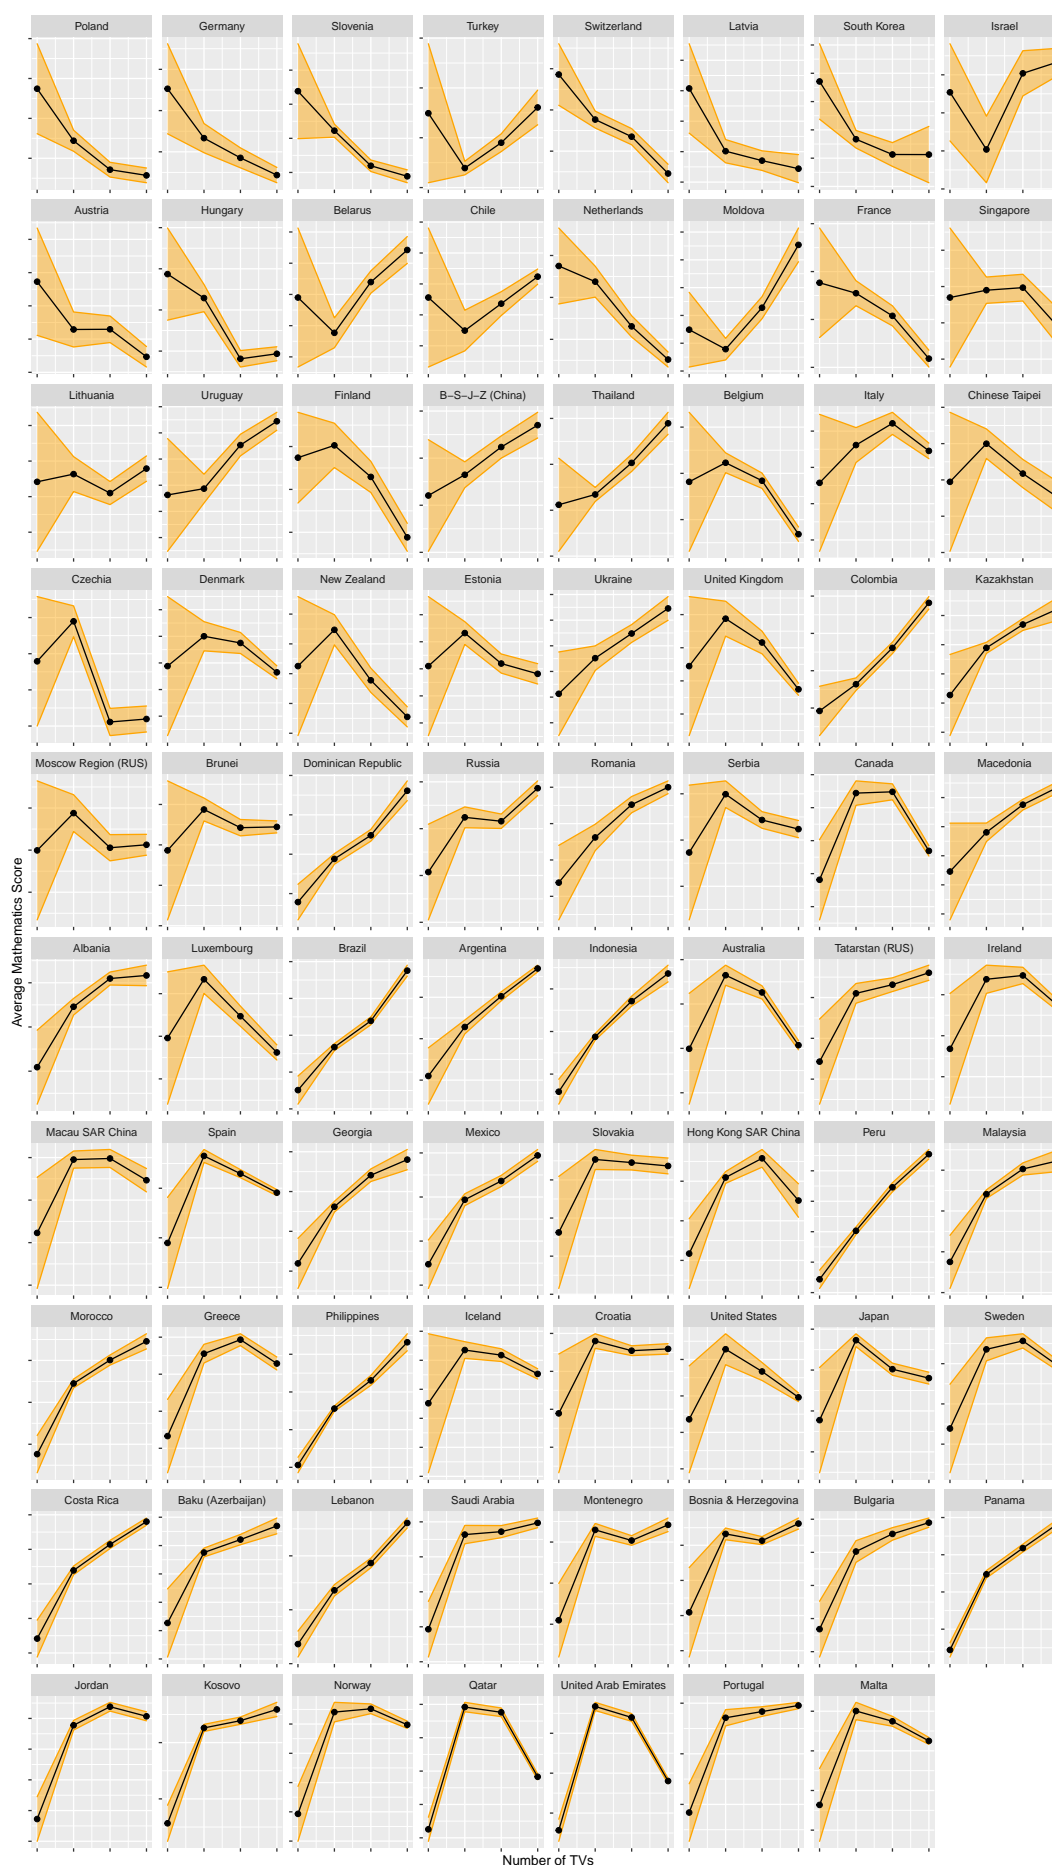 Poland
Germany
Slovenia
Turkey
Switzerland
Latvia
South Korea
Israel
Austria
Hungary
Belarus
Chile
Netherlands
Moldova
France
Singapore
Lithuania
Uruguay
Finland
B−S−J−Z (China)
Thailand
Belgium
Italy
Chinese Taipei
Czechia
Denmark
New Zealand
Estonia
Ukraine
United Kingdom
Colombia
Kazakhstan
Moscow Region (RUS)
Brunei
Dominican Republic
Russia
Romania
Serbia
Canada
Macedonia
Albania
Luxembourg
Brazil
Argentina
Indonesia
Australia
Tatarstan (RUS)
Ireland
Macau SAR China
Spain
Georgia
Mexico
Slovakia
Hong Kong SAR China
Peru
Malaysia
Morocco
Greece
Philippines
Iceland
Croatia
United States
Japan
Sweden
Costa Rica
Baku (Azerbaijan)
Lebanon
Saudi Arabia
Montenegro
Bosnia & Herzegovina
Bulgaria
Panama
Jordan
Kosovo
Norway
Qatar
United Arab Emirates
Portugal
Malta
Average Mathematics Score
Number of TVs